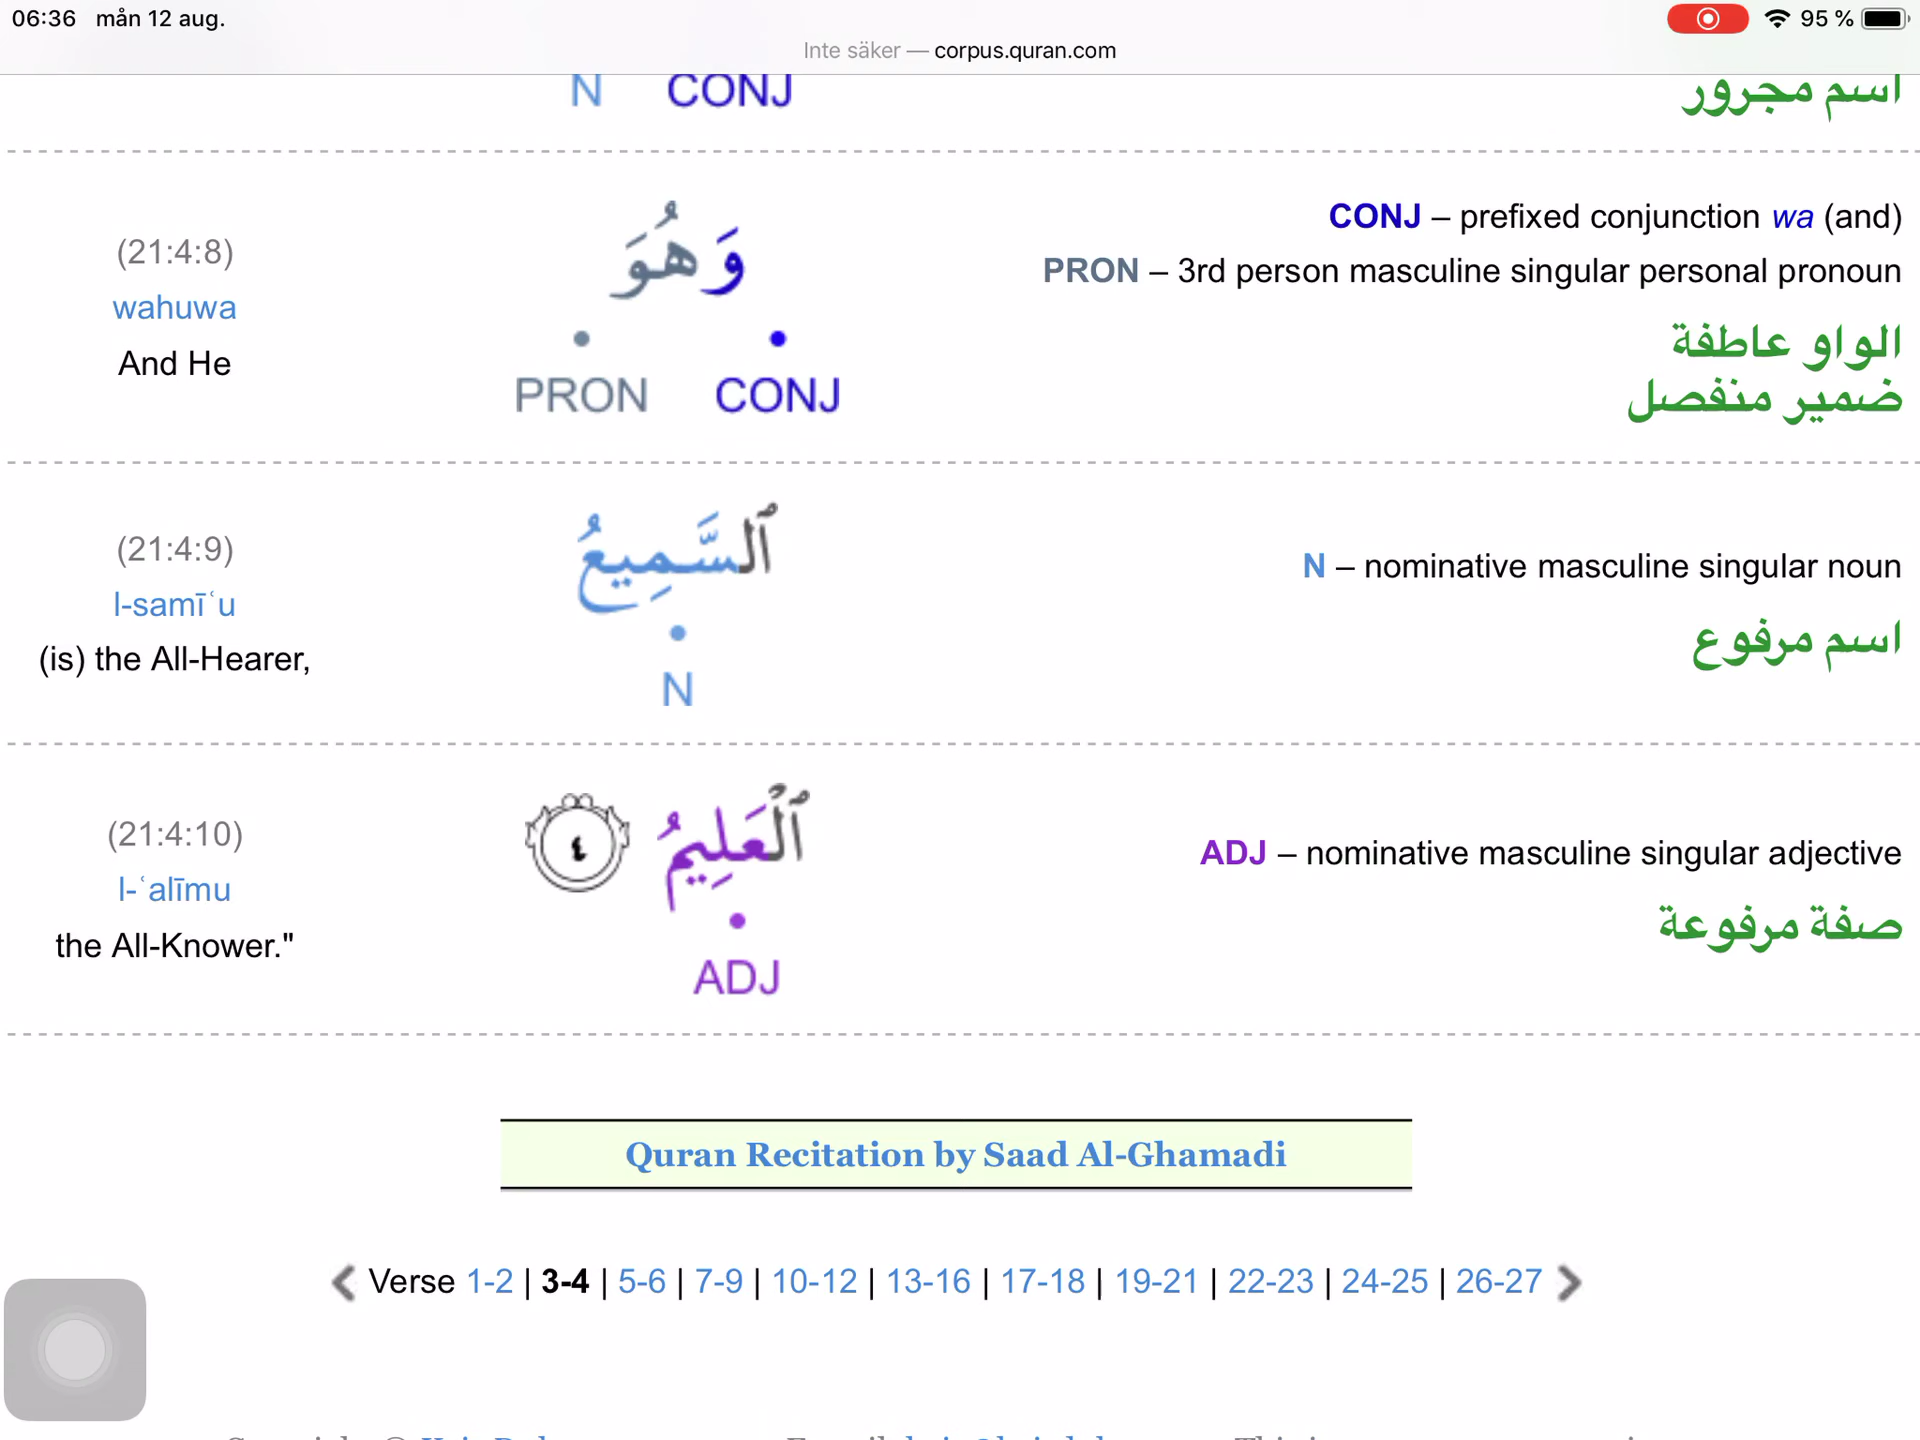 06:36 mån 12 aug. 95 %
Inte säker — corpus.quran.com
N CONJ
اسم مجرور
(21:4:8)
wahuwa
And He
وَهُوَ
PRON CONJ
CONJ – prefixed conjunction wa (and)
PRON – 3rd person masculine singular personal pronoun
الواو عاطفة
ضمير منفصل
(21:4:9)
l-samīʿu
(is) the All-Hearer,
ٱلسَّمِيعُ
N
N – nominative masculine singular noun
اسم مرفوع
(21:4:10)
l-ʿalīmu
the All-Knower."
ٱلْعَلِيمُ ٤
ADJ
ADJ – nominative masculine singular adjective
صفة مرفوعة
Quran Recitation by Saad Al-Ghamadi
Verse 1-2 | 3-4 | 5-6 | 7-9 | 10-12 | 13-16 | 17-18 | 19-21 | 22-23 | 24-25 | 26-27